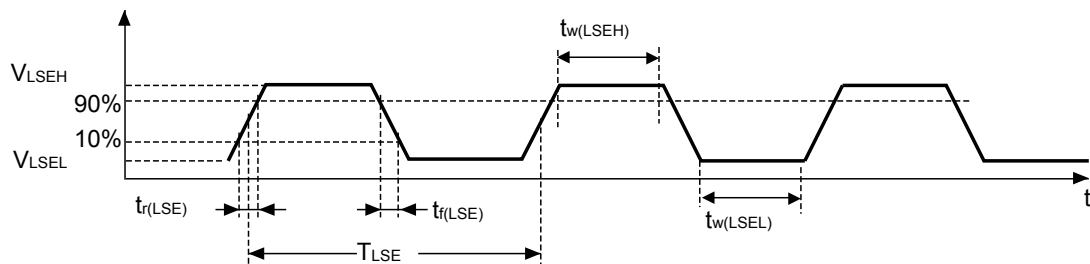 tw(LSEH)
VLSEH
90%
10%
VLSEL
tr(LSE)
tf(LSE)
tw(LSEL)
t
TLSE